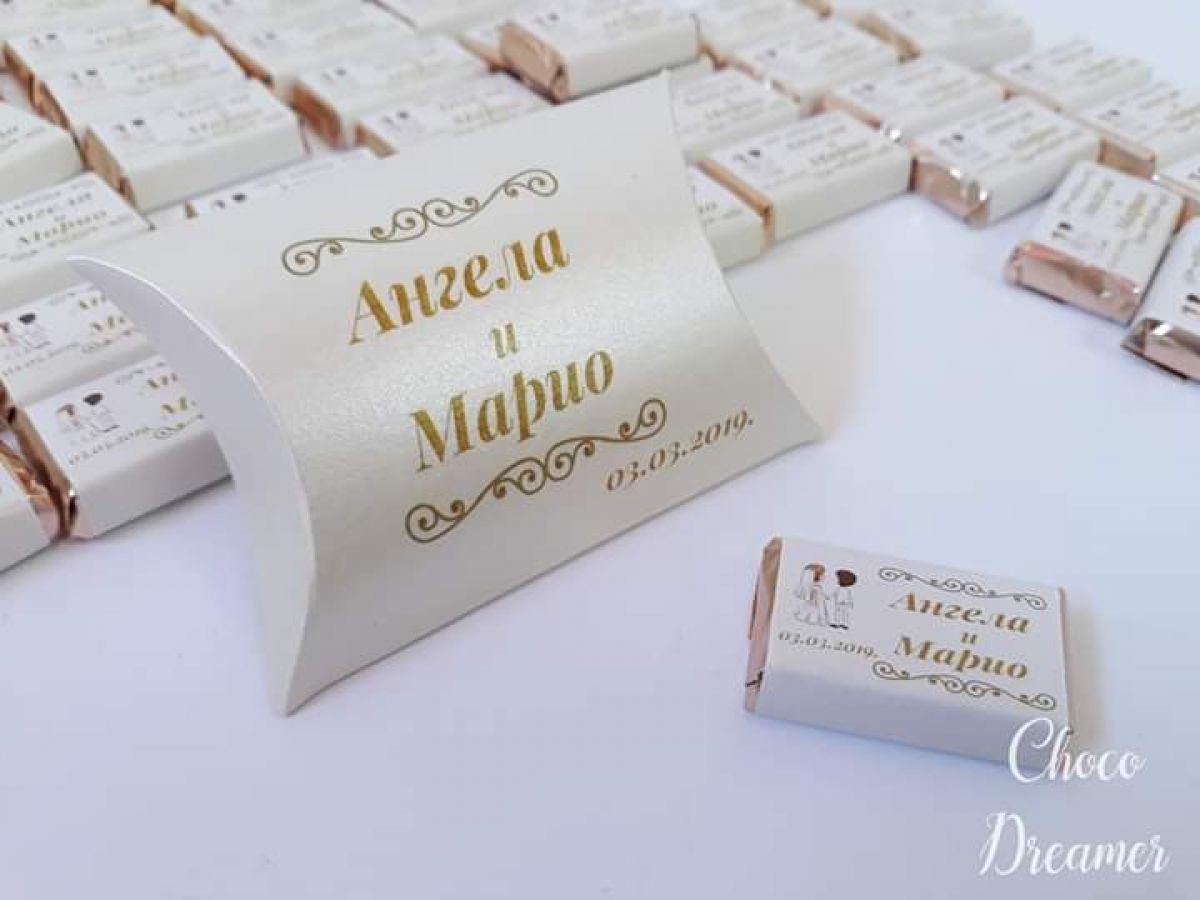 Ангела
и
Марио
03.03.2019.
Ангела
и
Марио
03.03.2019.
Choco
Dreamer